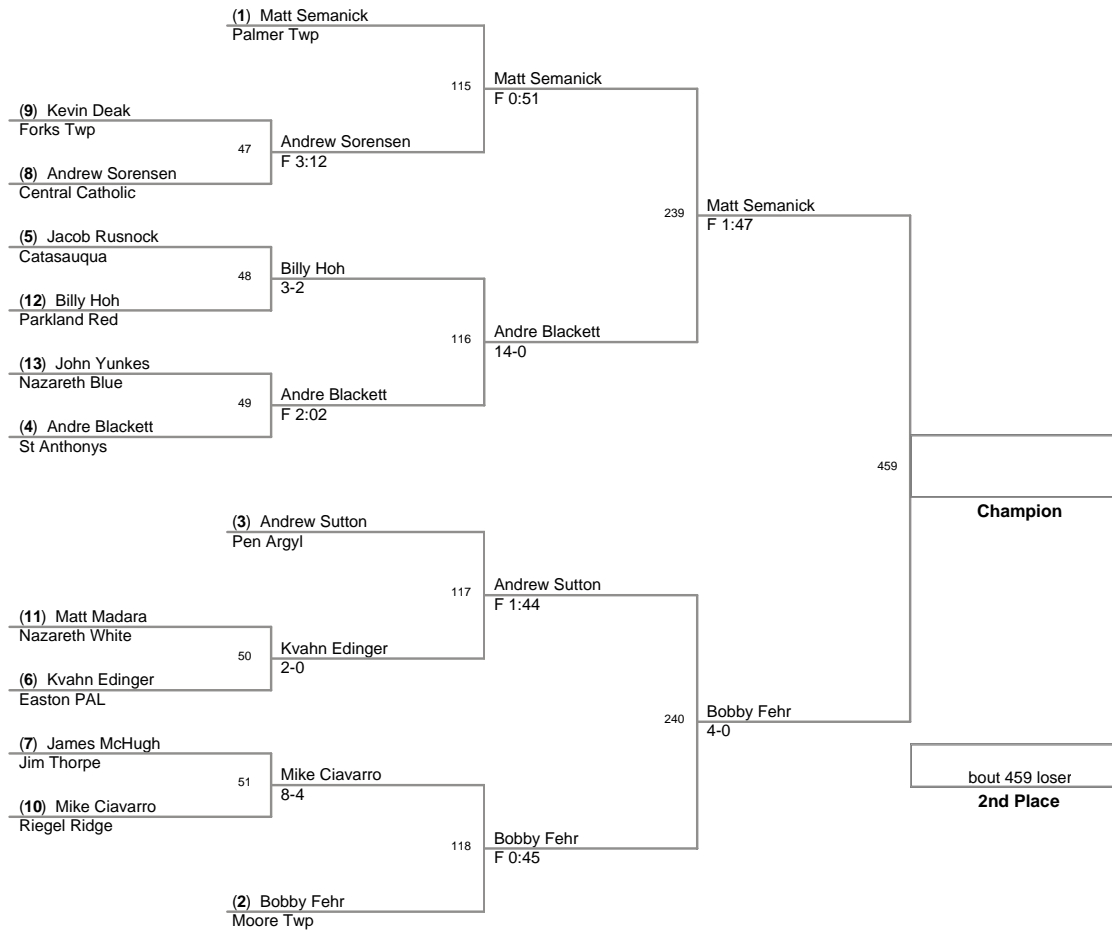 (1) Matt Semanick
Palmer Twp
115
Matt Semanick
F 0:51
(9) Kevin Deak
Forks Twp
47
Andrew Sorensen
F 3:12
(8) Andrew Sorensen
Central Catholic
239
Matt Semanick
F 1:47
(5) Jacob Rusnock
Catasauqua
48
Billy Hoh
3-2
(12) Billy Hoh
Parkland Red
116
Andre Blackett
14-0
(13) John Yunkes
Nazareth Blue
49
Andre Blackett
F 2:02
(4) Andre Blackett
St Anthonys
459
Champion
(3) Andrew Sutton
Pen Argyl
117
Andrew Sutton
F 1:44
(11) Matt Madara
Nazareth White
50
Kvahn Edinger
2-0
(6) Kvahn Edinger
Easton PAL
240
Bobby Fehr
4-0
(7) James McHugh
Jim Thorpe
51
Mike Ciavarro
8-4
(10) Mike Ciavarro
Riegel Ridge
bout 459 loser
2nd Place
118
Bobby Fehr
F 0:45
(2) Bobby Fehr
Moore Twp